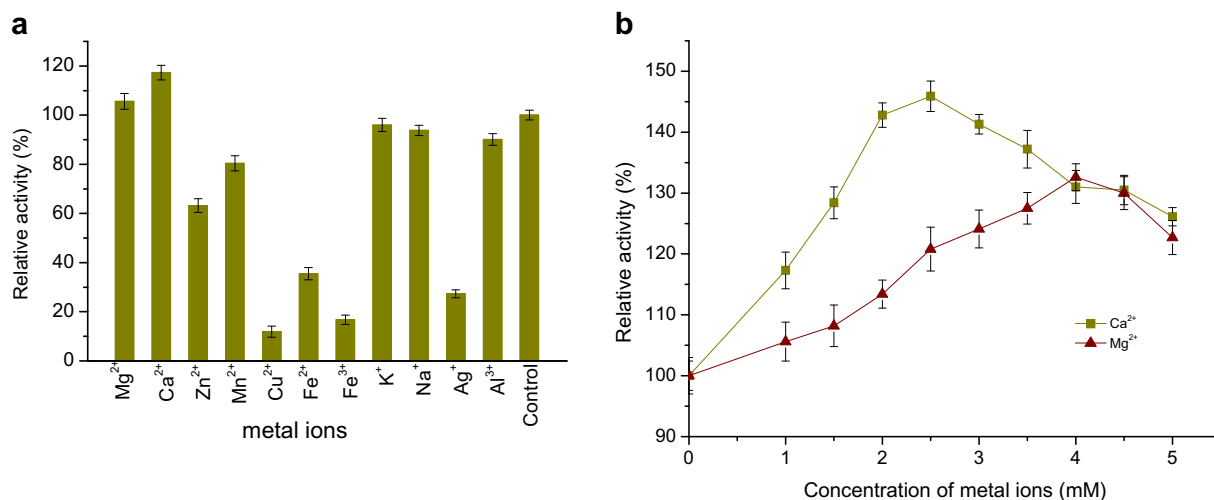 a
Relative activity (%)
120
100
80
60
40
20
0
Mg²⁺
Ca²⁺
Zn²⁺
Mn²⁺
Cu²⁺
Fe²⁺
Fe³⁺
K⁺
Na⁺
Ag⁺
Al³⁺
Control
metal ions
b
Relative activity (%)
150
140
130
120
110
100
90
Ca²⁺
Mg²⁺
0 1 2 3 4 5
Concentration of metal ions (mM)